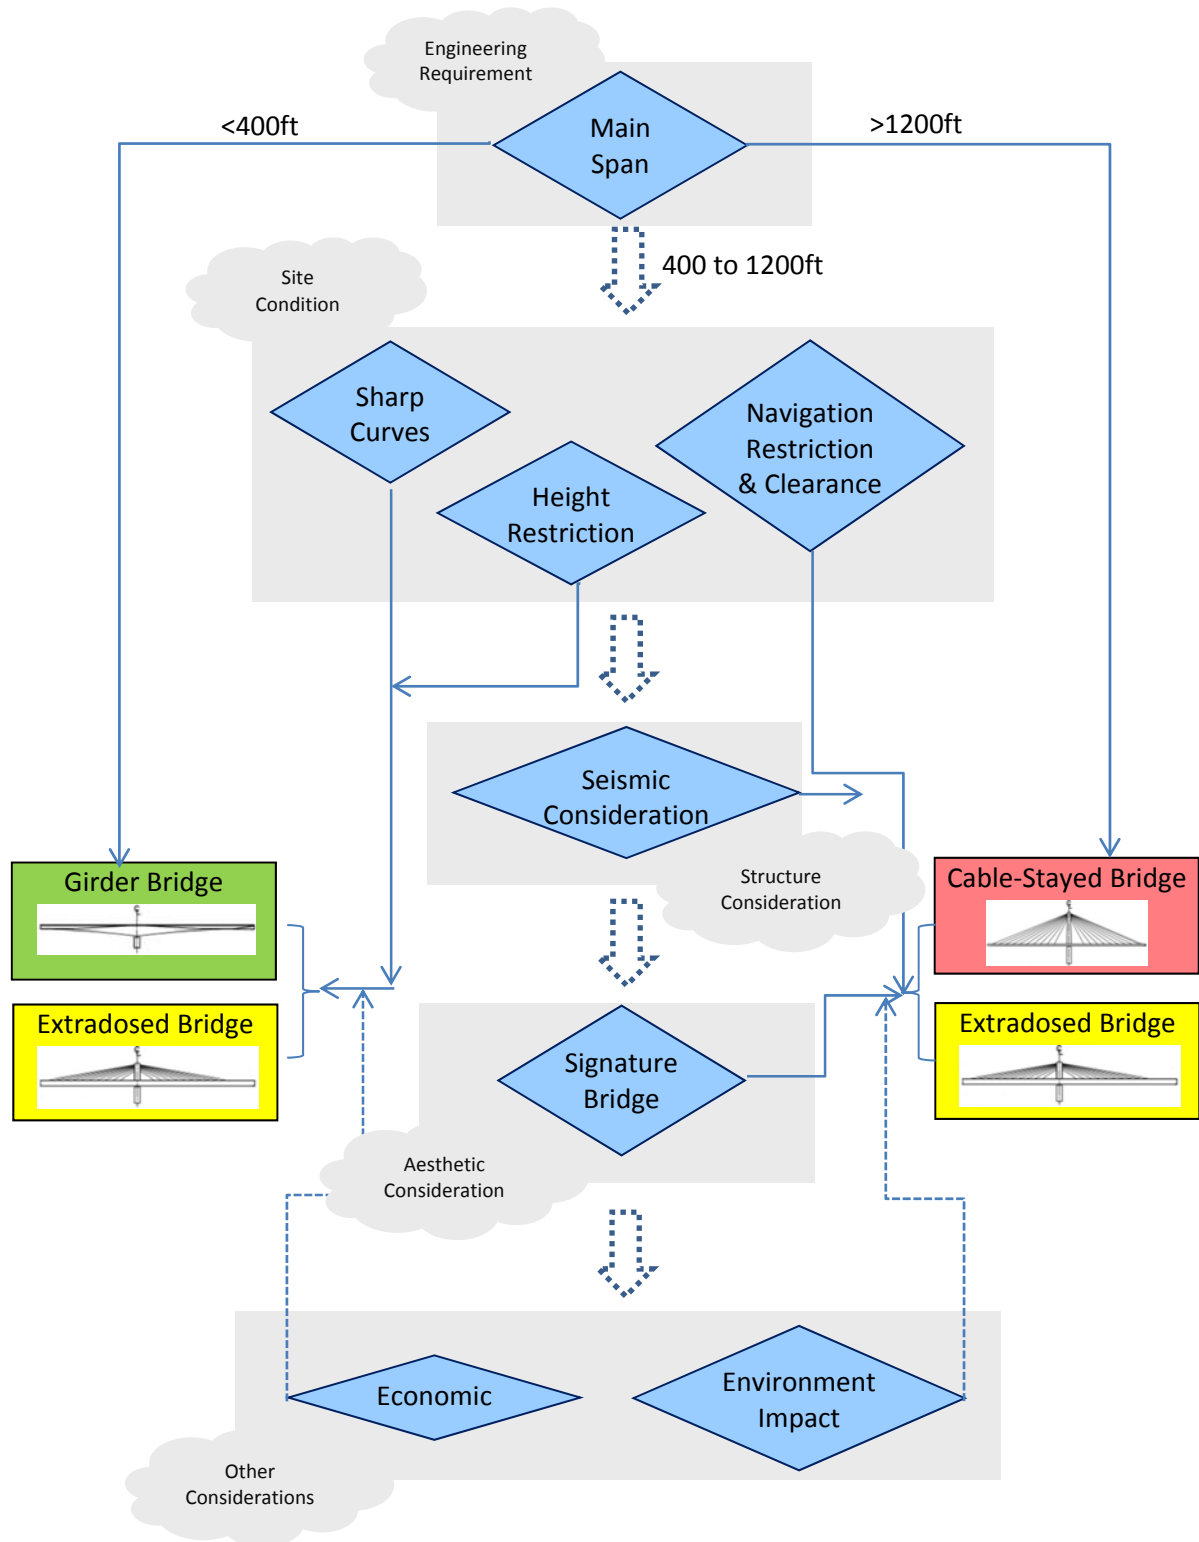 Engineering
Requirement
<400ft
Main
Span
>1200ft
400 to 1200ft
Site
Condition
Sharp
Curves
Navigation
Restriction
& Clearance
Height
Restriction
Seismic
Consideration
Structure
Consideration
Girder Bridge
Cable-Stayed Bridge
Extradosed Bridge
Extradosed Bridge
Signature
Bridge
Aesthetic
Consideration
Economic
Environment
Impact
Other
Considerations